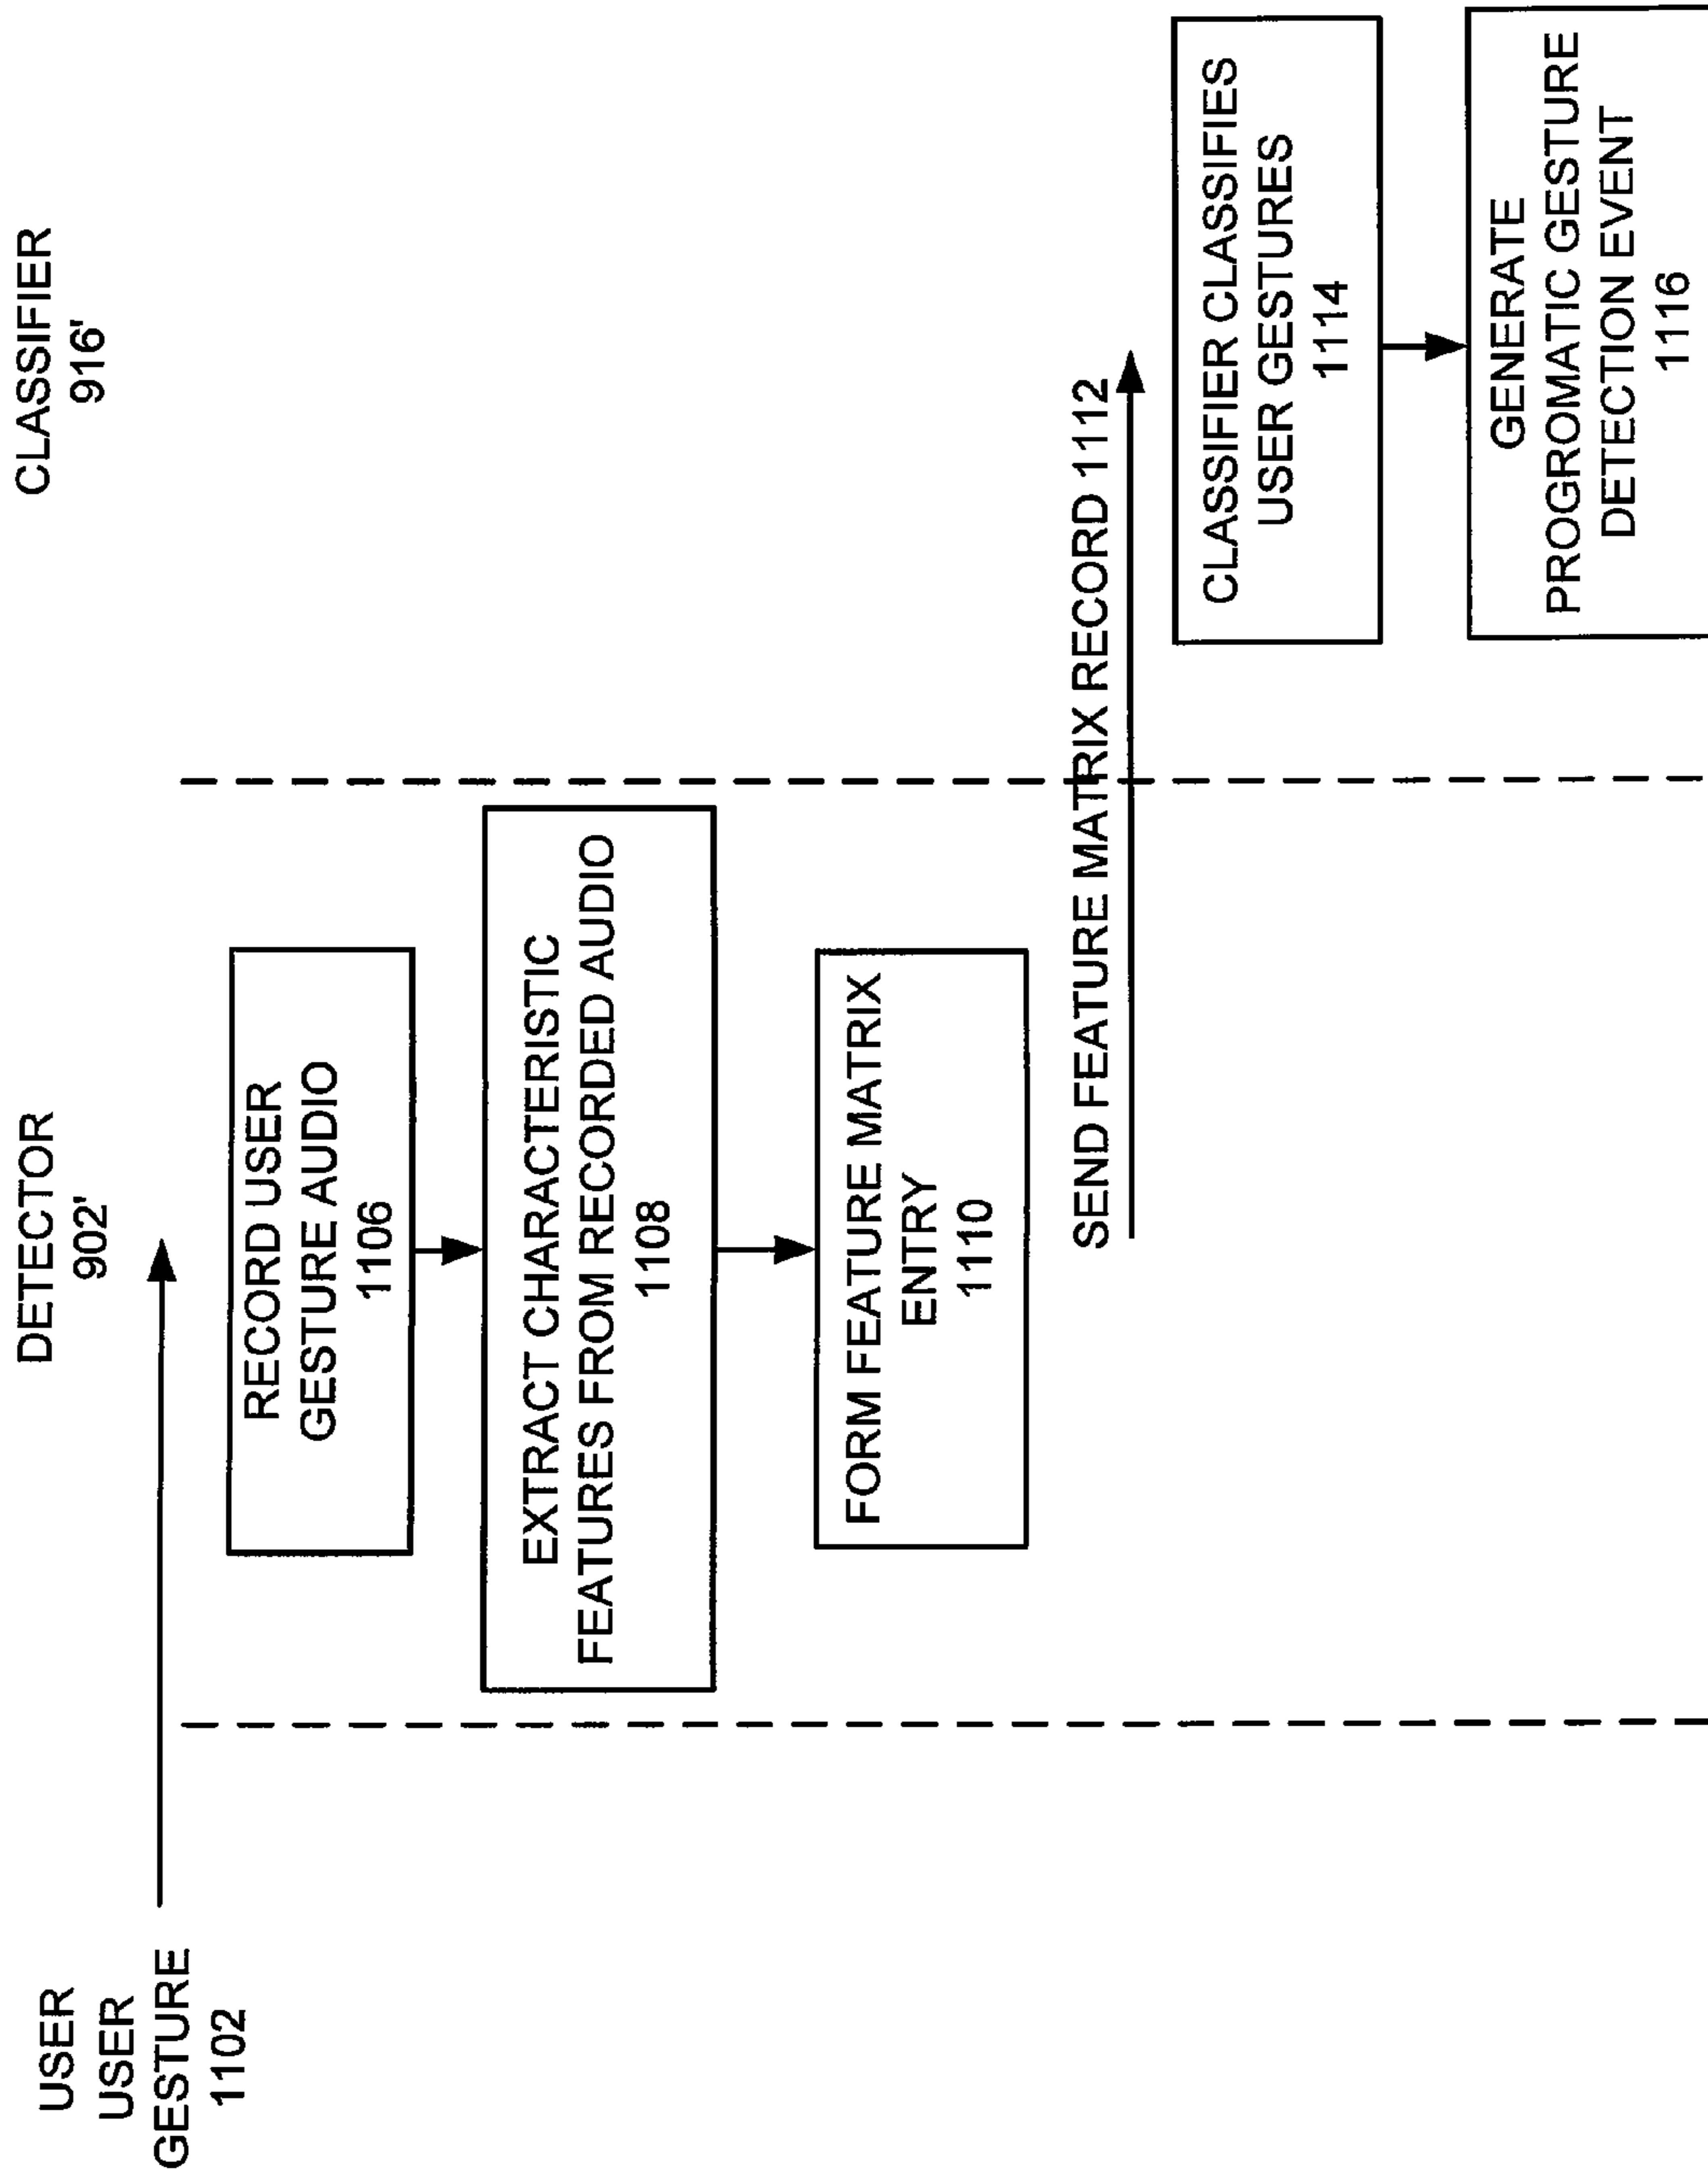 USER
USER
GESTURE
1102
DETECTOR
902'
CLASSIFIER
916'
RECORD USER
GESTURE AUDIO
1106
EXTRACT CHARACTERISTIC
FEATURES FROM RECORDED AUDIO
1108
FORM FEATURE MATRIX
ENTRY
1110
SEND FEATURE MATRIX RECORD 1112
CLASSIFIER CLASSIFIES
USER GESTURES
1114
GENERATE
PROGROMATIC GESTURE
DETECTION EVENT
1116